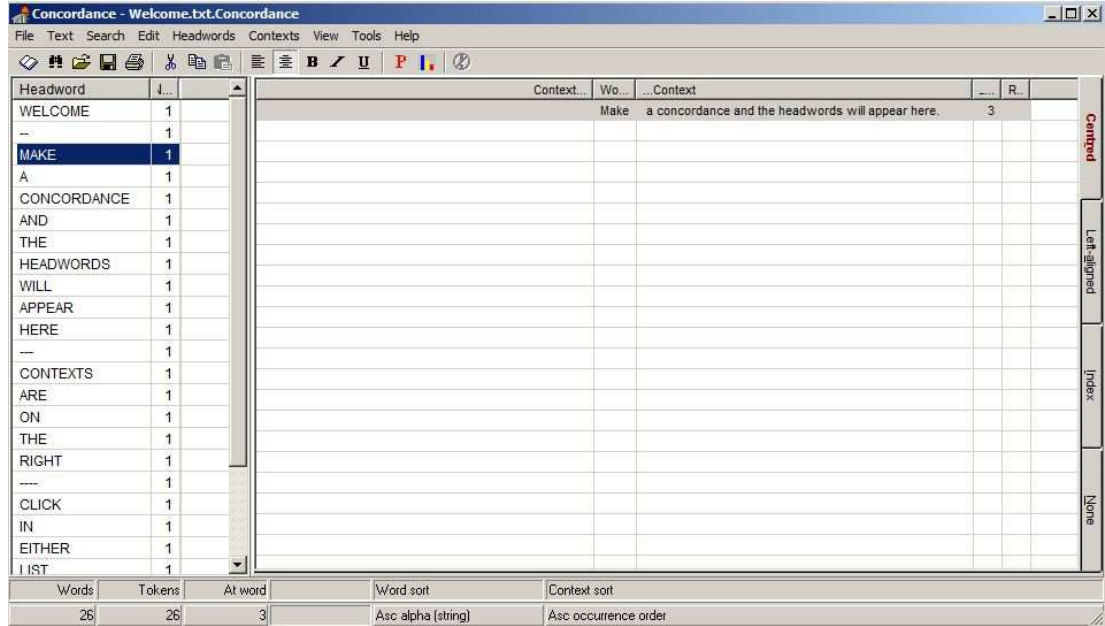 Concordance - Welcome.txt.Concordance
File Text Search Edit Headwords Contexts View Tools Help
B I U P
Headword
Context... Wo... ...Context ... R..
WELCOME 1
Make a concordance and the headwords will appear here. 3
-- 1
MAKE 1
A 1
CONCORDANCE 1
AND 1
THE 1
HEADWORDS 1
WILL 1
APPEAR 1
HERE 1
--- 1
CONTEXTS 1
ARE 1
ON 1
THE 1
RIGHT 1
---- 1
CLICK 1
IN 1
EITHER 1
LIST 1
Centred
Left-aligned
Index
None
Words Tokens At word Word sort Context sort
26 26 3 Asc alpha (string) Asc occurrence order